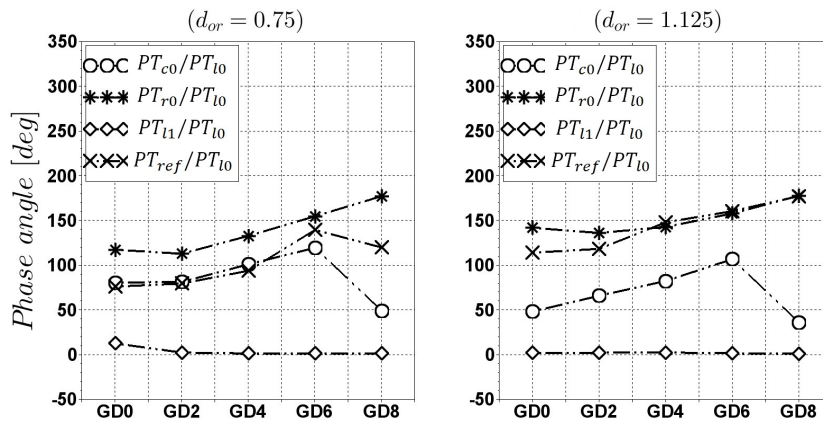 (d_or = 0.75)
Phase angle [deg]
350
300
250
200
150
100
50
0
-50
PT_c0/PT_l0
PT_r0/PT_l0
PT_l1/PT_l0
PT_ref/PT_l0
GD0 GD2 GD4 GD6 GD8
(d_or = 1.125)
350
300
250
200
150
100
50
0
-50
PT_c0/PT_l0
PT_r0/PT_l0
PT_l1/PT_l0
PT_ref/PT_l0
GD0 GD2 GD4 GD6 GD8